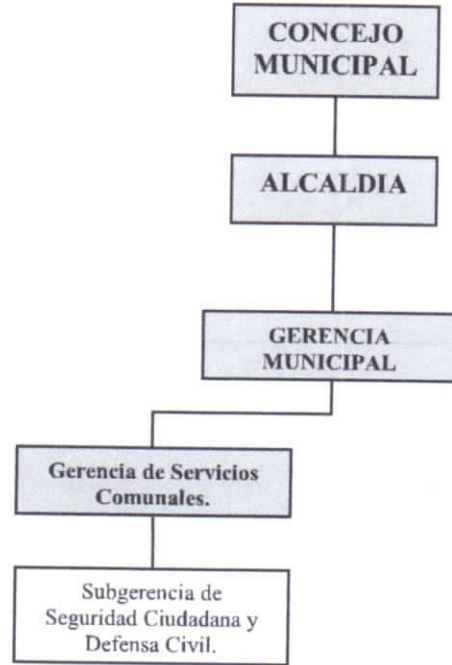 CONCEJO
MUNICIPAL
ALCALDIA
GERENCIA
MUNICIPAL
Gerencia de Servicios
Comunales.
Subgerencia de
Seguridad Ciudadana y
Defensa Civil.